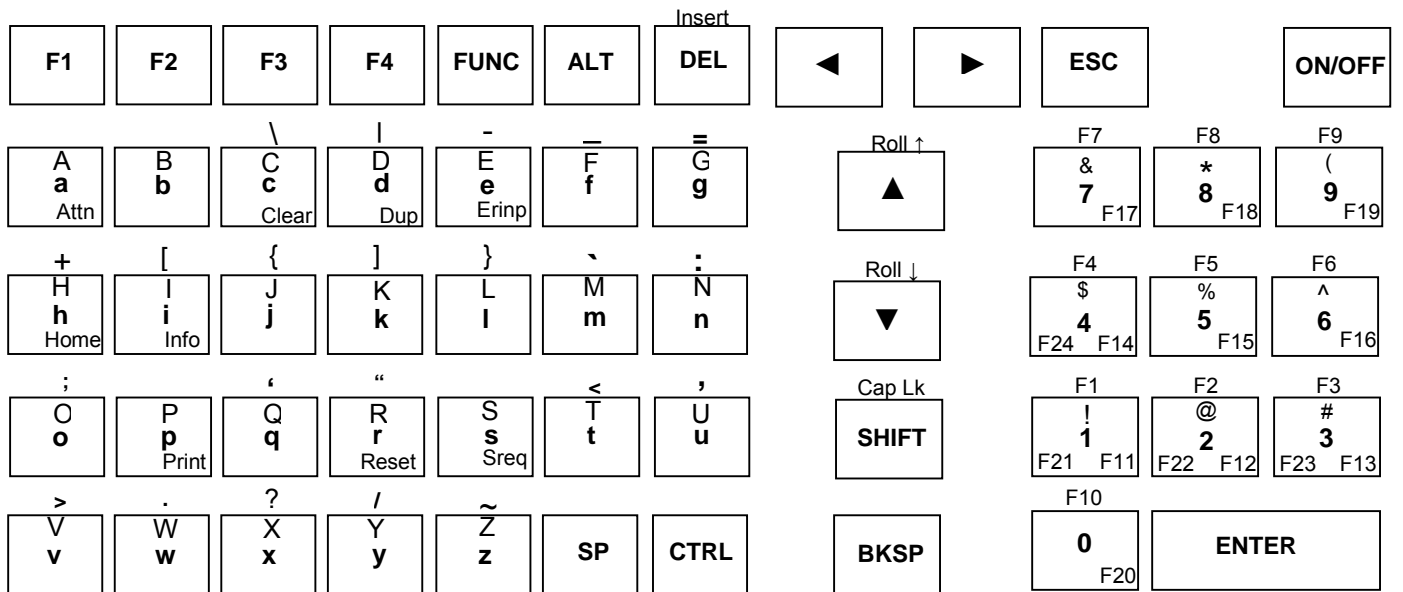 Insert
F1 F2 F3 F4 FUNC ALT DEL ◄ ► ESC ON/OFF
\ | - _ = Roll ↑ F7 F8 F9
A B C D E F G ▲ & * (
a b c d e f g 7 8 9
Attn Clear Dup Erinp F17 F18 F19
+ [ { ] } ` : Roll ↓ F4 F5 F6
H I J K L M N ▼ $ % ^
h i j k l m n 4 5 6
Home Info F24 F14 F15 F16
; ‘ “ < , Cap Lk F1 F2 F3
O P Q R S T U SHIFT ! @ #
o p q r s t u 1 2 3
Print Reset Sreq F21 F11 F22 F12 F23 F13
> . ? / ~ F10
V W X Y Z SP CTRL BKSP 0 ENTER
v w x y z
F20